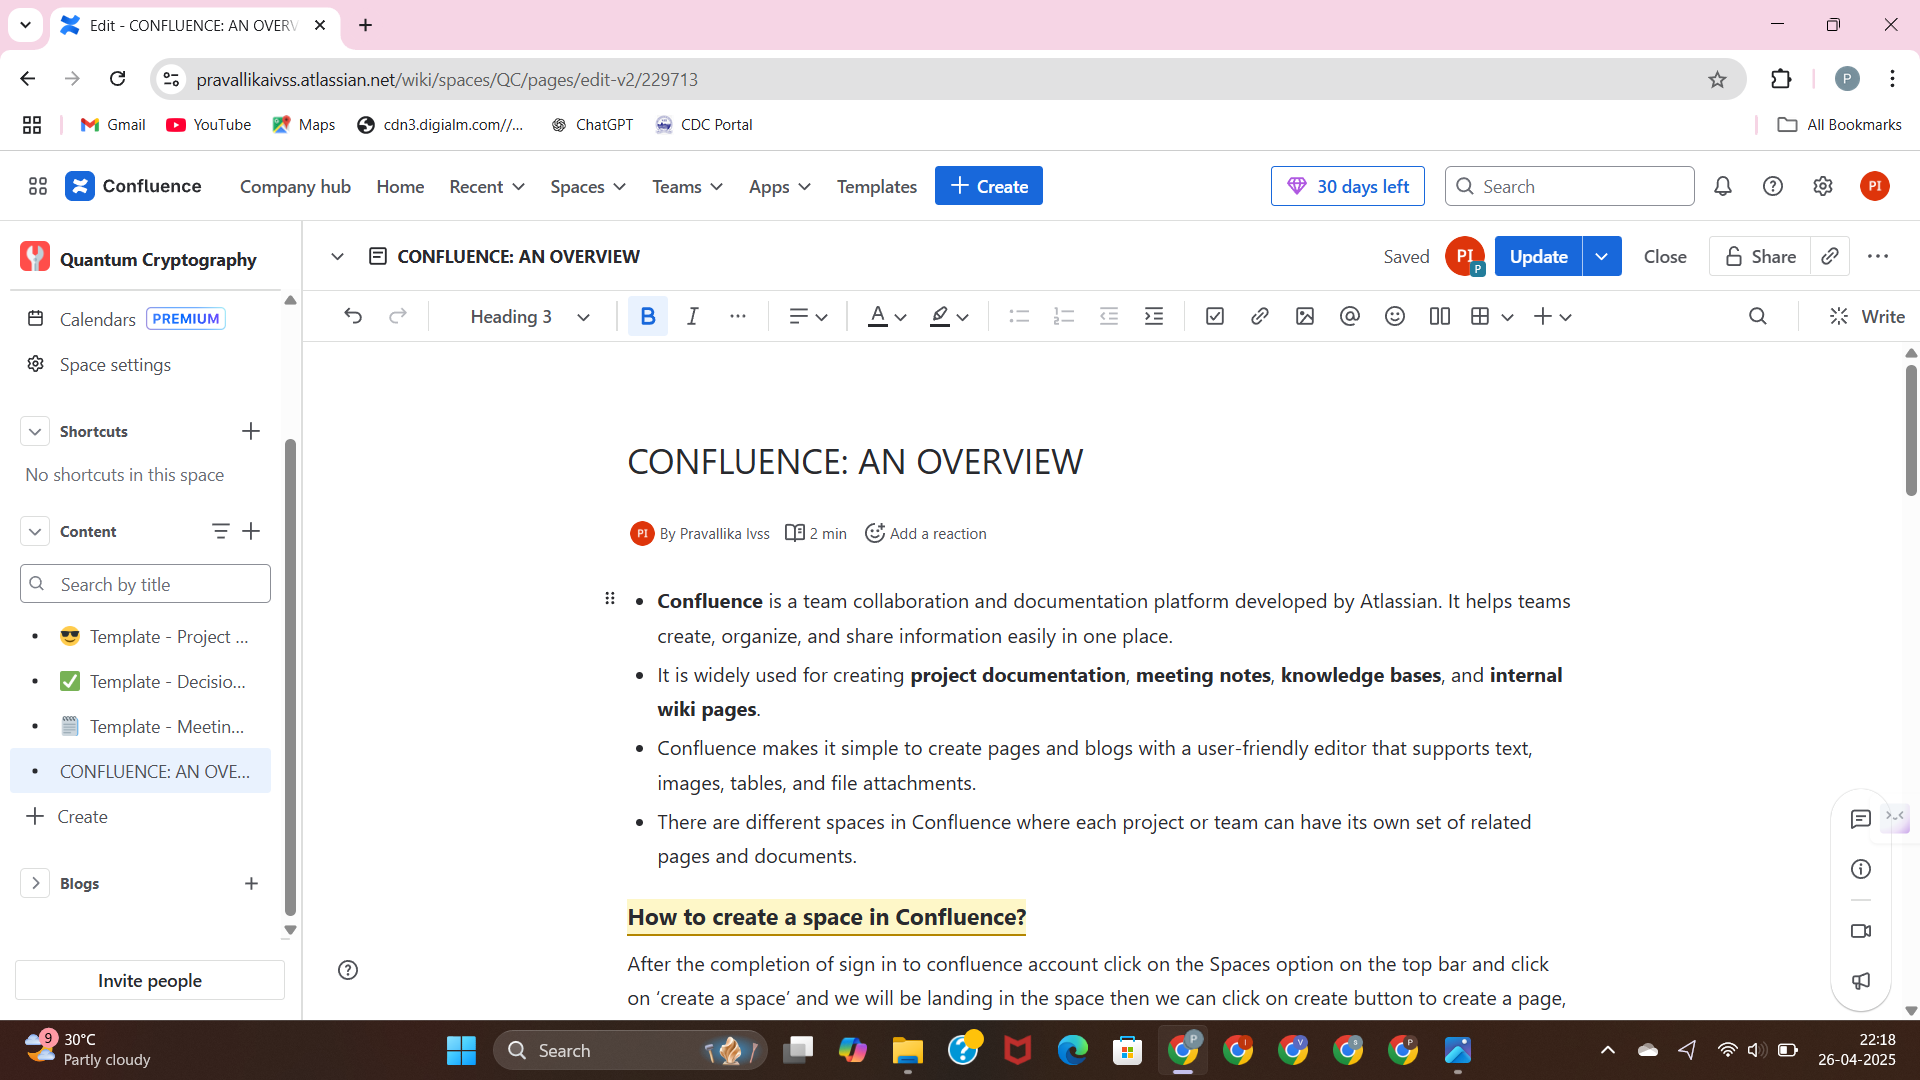 Edit - CONFLUENCE: AN OVERV
pravallikaivss.atlassian.net/wiki/spaces/QC/pages/edit-v2/229713
P
Gmail YouTube Maps cdn3.digialm.com//... ChatGPT CDC Portal All Bookmarks
Confluence Company hub Home Recent Spaces Teams Apps Templates + Create 30 days left Search PI
Quantum Cryptography
CONFLUENCE: AN OVERVIEW Saved PI P Update Close Share
Heading 3 B I A Write
Calendars PREMIUM
Space settings
Shortcuts
No shortcuts in this space
Content
Search by title
Template - Project ...
Template - Decisio...
Template - Meetin...
CONFLUENCE: AN OVE...
Create
Blogs
Invite people
CONFLUENCE: AN OVERVIEW
PI By Pravallika Ivss 2 min Add a reaction
• Confluence is a team collaboration and documentation platform developed by Atlassian. It helps teams
create, organize, and share information easily in one place.
• It is widely used for creating project documentation, meeting notes, knowledge bases, and internal
wiki pages.
• Confluence makes it simple to create pages and blogs with a user-friendly editor that supports text,
images, tables, and file attachments.
• There are different spaces in Confluence where each project or team can have its own set of related
pages and documents.
How to create a space in Confluence?
After the completion of sign in to confluence account click on the Spaces option on the top bar and click
on ‘create a space’ and we will be landing in the space then we can click on create button to create a page,
9 30°C
Partly cloudy
Search
22:18
26-04-2025